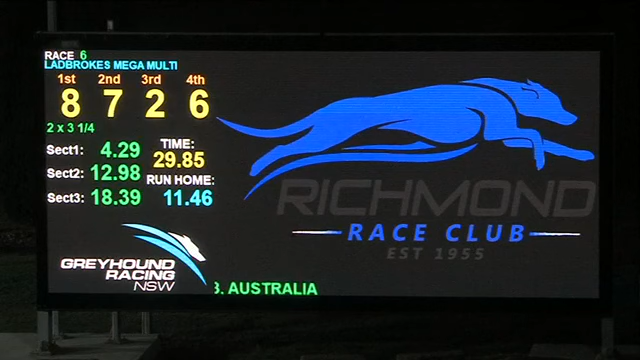 RACE 6
LADBROKES MEGA MULTI
1st 2nd 3rd 4th
8 7 2 6
2 x 3 1/4
Sect1: 4.29
Sect2: 12.98
Sect3: 18.39
TIME:
29.85
RUN HOME:
11.46
GREYHOUND
RACING
NSW
RICHMOND
RACE CLUB
EST 1955
3. AUSTRALIA